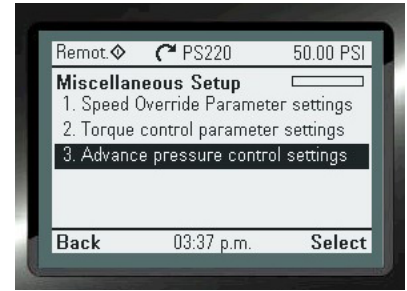 Remot. PS220 50.00 PSI
Miscellaneous Setup
1. Speed Override Parameter settings
2. Torque control parameter settings
3. Advance pressure control settings
Back 03:37 p.m. Select